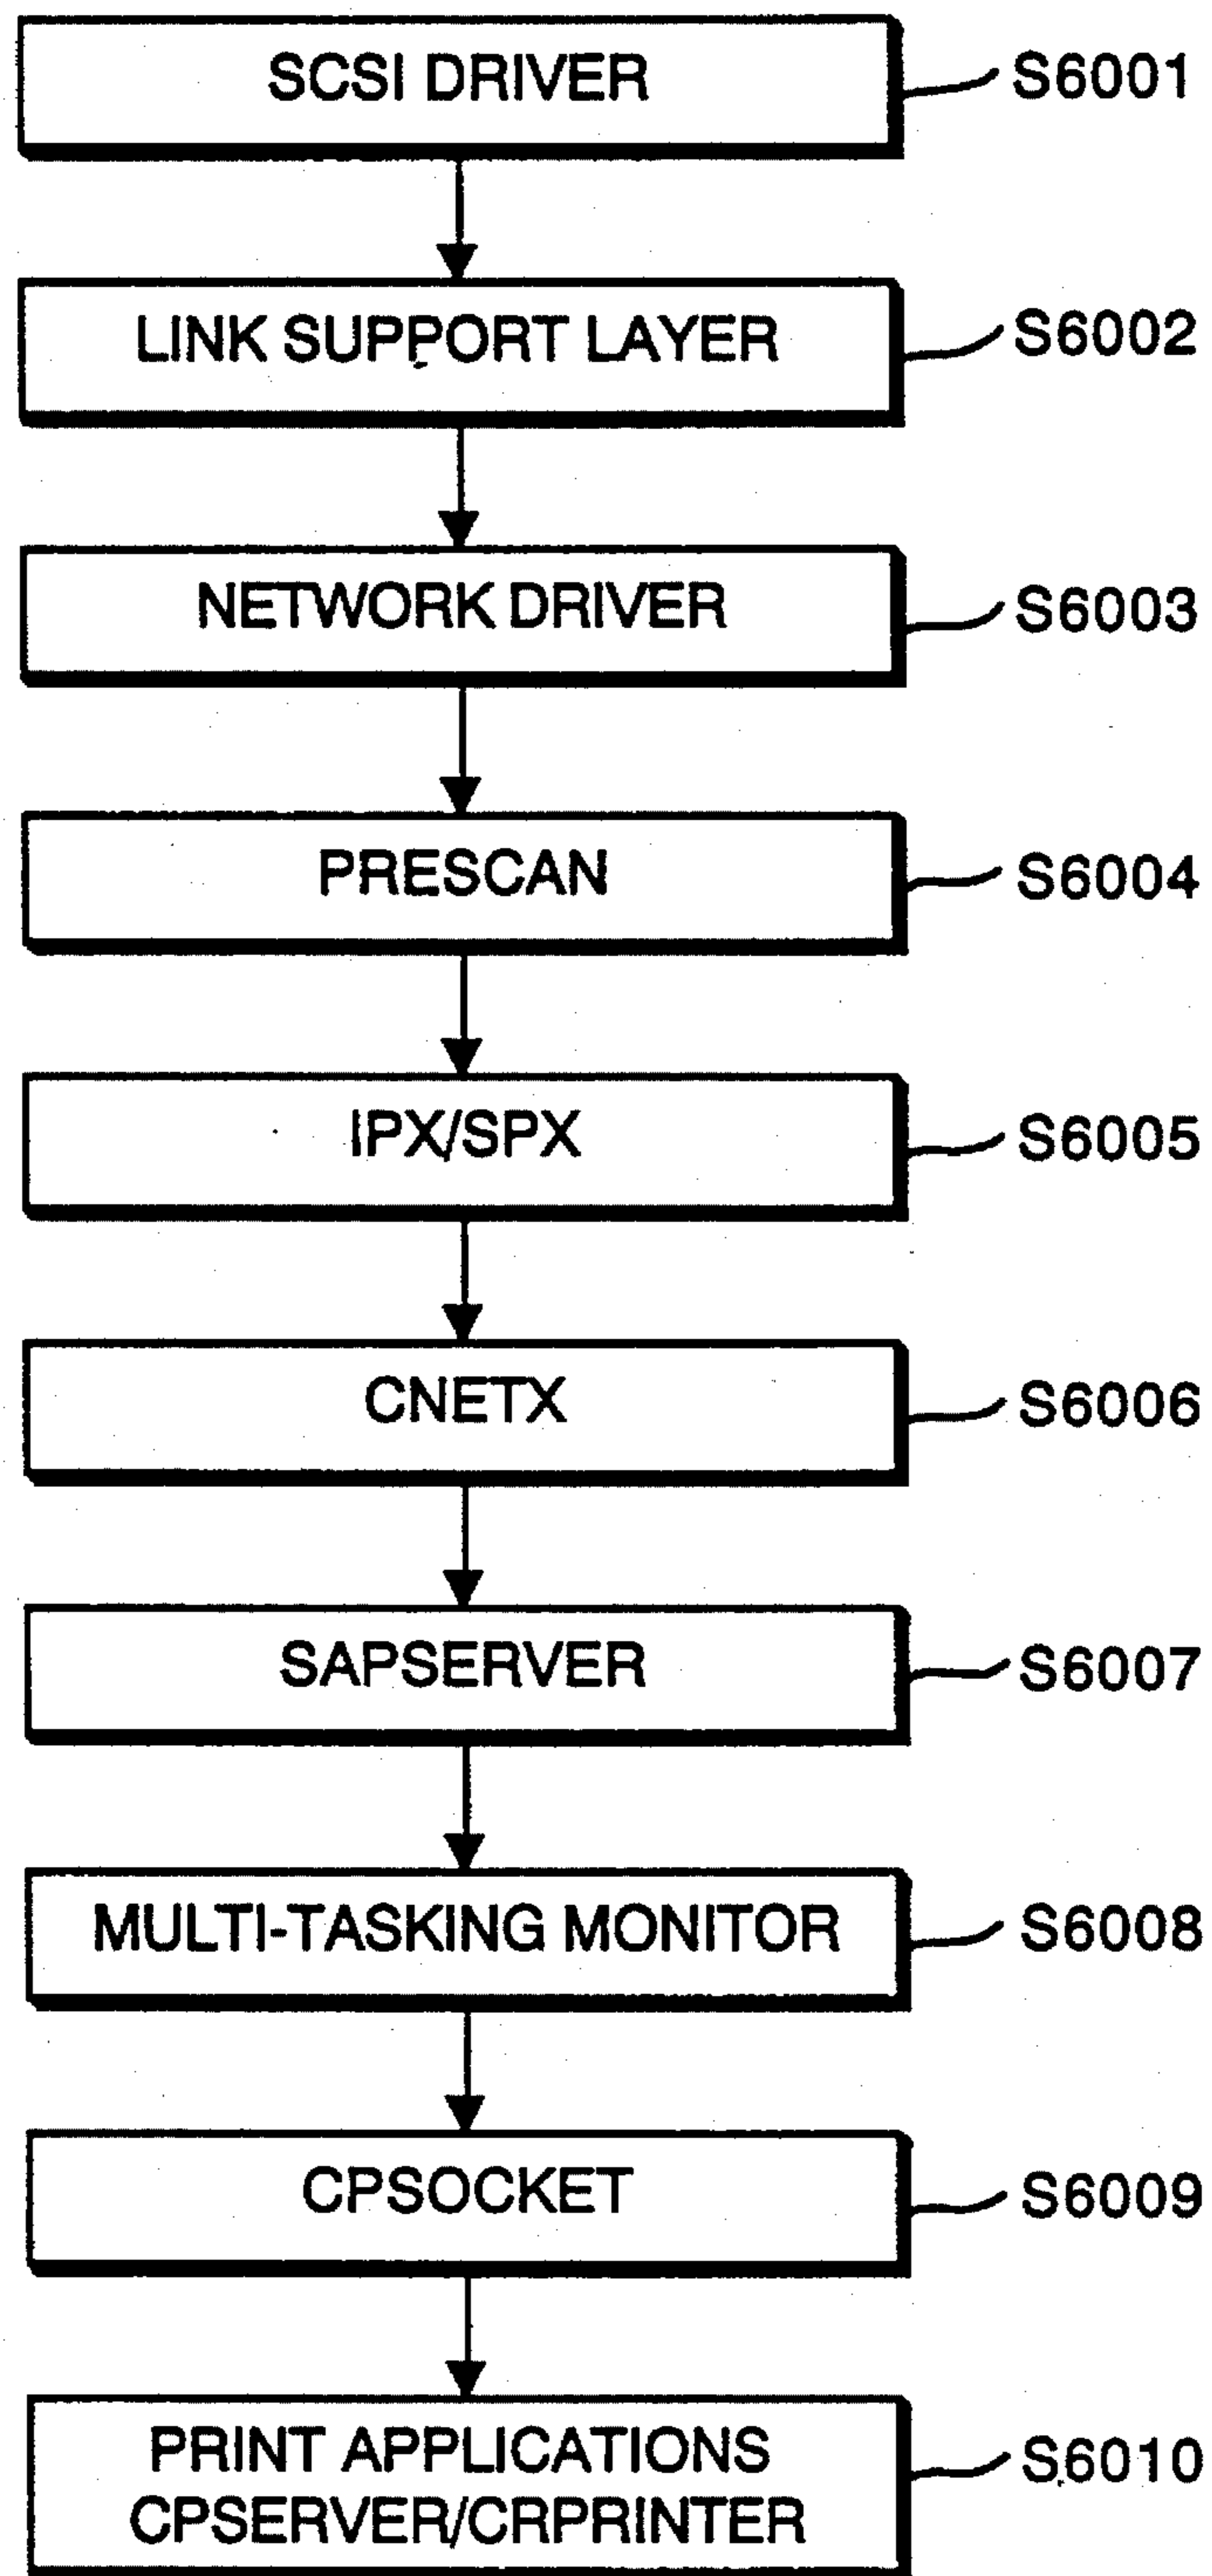 SCSI DRIVER S6001
LINK SUPPORT LAYER S6002
NETWORK DRIVER S6003
PRESCAN S6004
IPX/SPX S6005
CNETX S6006
SAPSERVER S6007
MULTI-TASKING MONITOR S6008
CPSOCKET S6009
PRINT APPLICATIONS S6010
CPSERVER/CRPRINTER